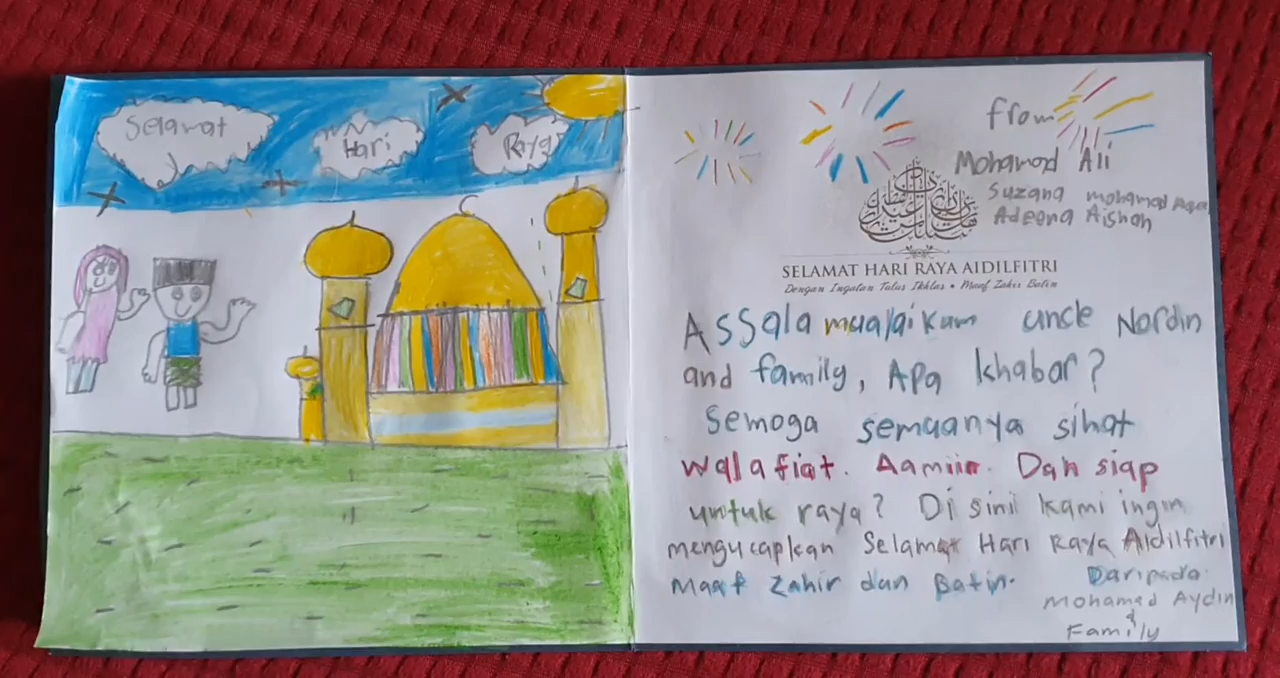 Selamat
Hari
Raya
from
Mohamad Ali
Suzana mohamad
Adeena Aishah
SELAMAT HARI RAYA AIDILFITRI
Dengan Ingatan Tulus Ikhlas • Maaf Zahir Batin
Assalamualaikum uncle Nordin
and family, Apa khabar?
Semoga semuanya sihat
walafiat. Aamiin. Dah siap
untuk raya? Di sini kami ingin
mengucapkan Selamat Hari Raya Aidilfitri
Maaf Zahir dan Batin.
Daripada
Mohamed Aydin
&
Family